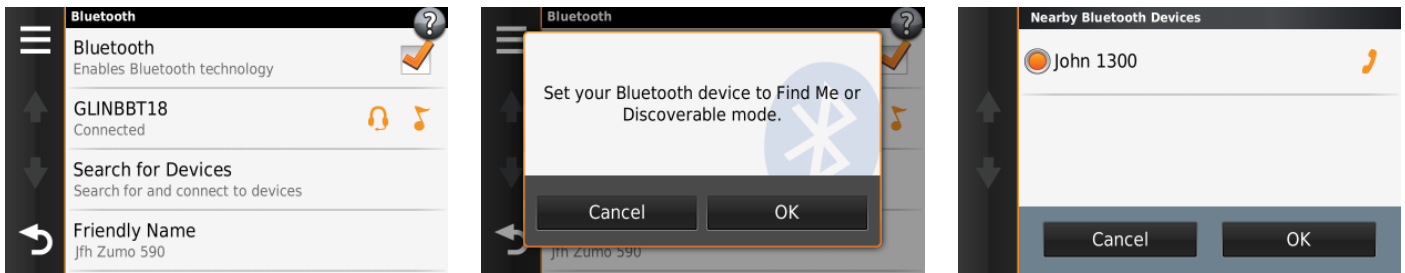 Bluetooth
?
Bluetooth
Enables Bluetooth technology
GLINBBT18
Connected
Search for Devices
Search for and connect to devices
Friendly Name
Jfh Zumo 590
Bluetooth
?
Set your Bluetooth device to Find Me or
Discoverable mode.
Cancel
OK
Jfh Zumo 590
Nearby Bluetooth Devices
John 1300
Cancel
OK